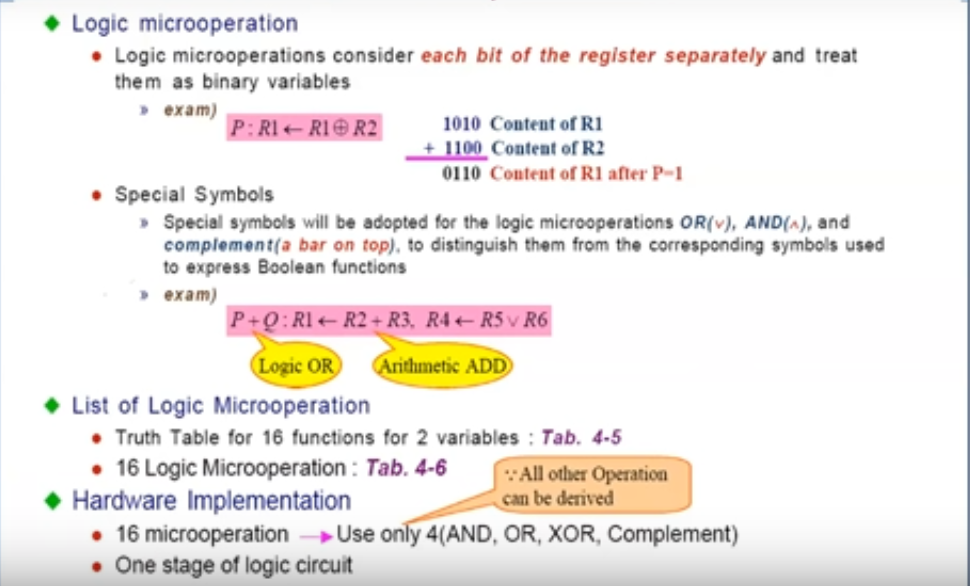 Logic microoperation
Logic microoperations consider each bit of the register separately and treat
them as binary variables
exam)
P : R1 ← R1 ⊕ R2
1010 Content of R1
+ 1100 Content of R2
0110 Content of R1 after P=1
Special Symbols
Special symbols will be adopted for the logic microoperations OR(∨), AND(∧), and
complement(a bar on top), to distinguish them from the corresponding symbols used
to express Boolean functions
exam)
P + Q : R1 ← R2 + R3, R4 ← R5 ∨ R6
Logic OR
Arithmetic ADD
List of Logic Microoperation
Truth Table for 16 functions for 2 variables : Tab. 4-5
16 Logic Microoperation : Tab. 4-6
∵ All other Operation
can be derived
Hardware Implementation
16 microoperation → Use only 4(AND, OR, XOR, Complement)
One stage of logic circuit